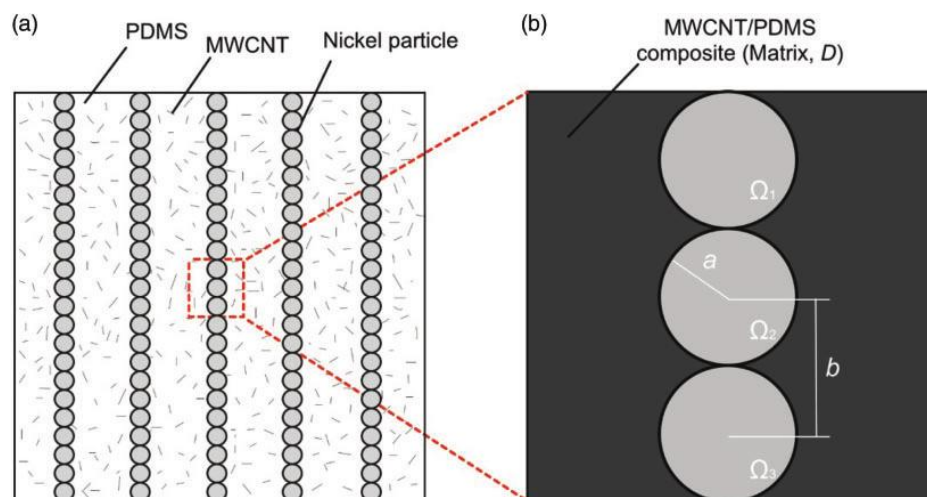 (a)
PDMS
MWCNT
Nickel particle
(b)
MWCNT/PDMS
composite (Matrix, D)
Ω₁
a
Ω₂
b
Ω₃